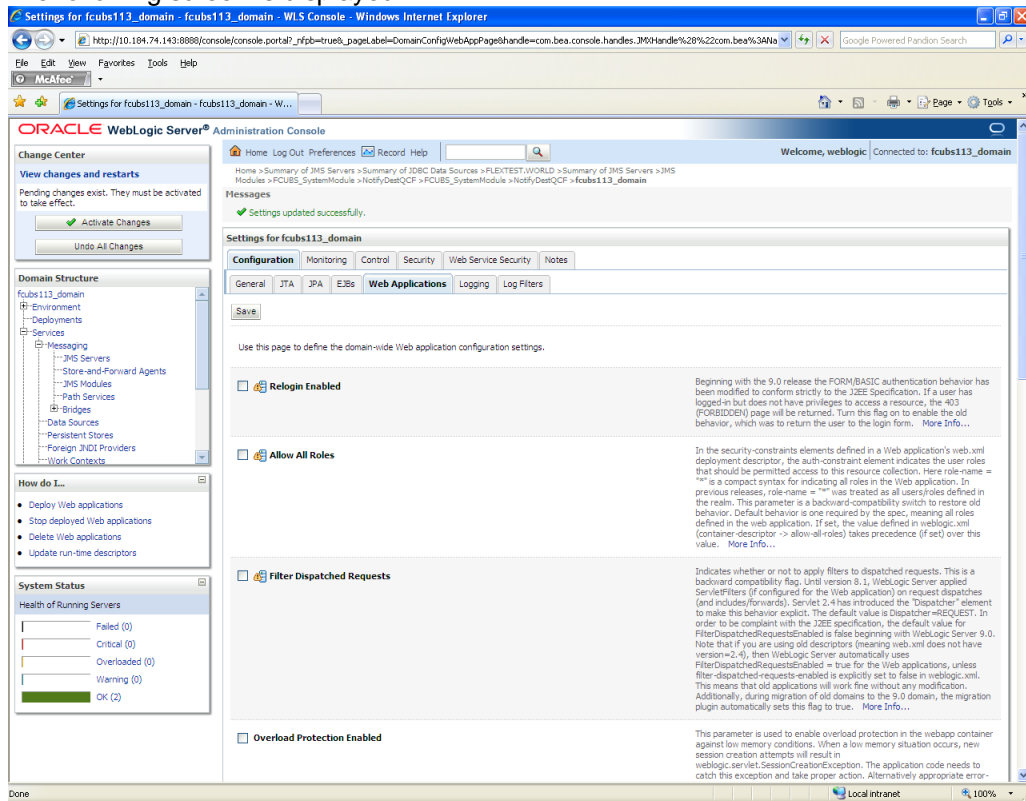 Settings for fcubs113_domain - fcubs113_domain - WLS Console - Windows Internet Explorer
http://10.184.74.143:8888/console/console.portal?_nfpb=true&_pageLabel=DomainConfigWebAppPage&handle=com.bea.console.handles.JMXHandle%28%22com.bea%3ANa
Google Powered Pandion Search
File Edit View Favorites Tools Help
McAfee
Settings for fcubs113_domain - fcubs113_domain - W...
Page Tools
ORACLE WebLogic Server® Administration Console
Change Center
View changes and restarts
Pending changes exist. They must be activated
to take effect.
Activate Changes
Undo All Changes
Domain Structure
fcubs113_domain
Environment
Deployments
Services
Messaging
JMS Servers
Store-and-Forward Agents
JMS Modules
Path Services
Bridges
Data Sources
Persistent Stores
Foreign JNDI Providers
Work Contexts
How do I...
Deploy Web applications
Stop deployed Web applications
Delete Web applications
Update run-time descriptors
System Status
Health of Running Servers
Failed (0)
Critical (0)
Overloaded (0)
Warning (0)
OK (2)
Home Log Out Preferences Record Help
Welcome, weblogic Connected to: fcubs113_domain
Home >Summary of JMS Servers >Summary of JDBC Data Sources >FLEXTEST.WORLD >Summary of JMS Servers >JMS
Modules >FCUBS_SystemModule >NotifyDestQCF >FCUBS_SystemModule >NotifyDestQCF >fcubs113_domain
Messages
Settings updated successfully.
Settings for fcubs113_domain
Configuration Monitoring Control Security Web Service Security Notes
General JTA JPA EJBs Web Applications Logging Log Filters
Save
Use this page to define the domain-wide Web application configuration settings.
Relogin Enabled
Beginning with the 9.0 release the FORM/BASIC authentication behavior has
been modified to conform strictly to the J2EE Specification. If a user has
logged-in but does not have privileges to access a resource, the 403
(FORBIDDEN) page will be returned. Turn this flag on to enable the old
behavior, which was to return the user to the login form. More Info...
Allow All Roles
In the security-constraints elements defined in a Web application's web.xml
deployment descriptor, the auth-constraint element indicates the user roles
that should be permitted access to this resource collection. Here role-name =
"*" is a compact syntax for indicating all roles in the Web application. In
previous releases, role-name = "*" was treated as all users/roles defined in
the realm. This parameter is a backward-compatibility switch to restore old
behavior. Default behavior is one required by the spec, meaning all roles
defined in the web application. If set, the value defined in weblogic.xml
(container-descriptor -> allow-all-roles) takes precedence (if set) over this
value. More Info...
Filter Dispatched Requests
Indicates whether or not to apply filters to dispatched requests. This is a
backward compatibility flag. Until version 8.1, WebLogic Server applied
ServletFilters (if configured for the Web application) on request dispatches
(and includes/forwards). Servlet 2.4 has introduced the "Dispatcher" element
to make this behavior explicit. The default value is Dispatcher=REQUEST. In
order to be complaint with the J2EE specification, the default value for
FilterDispatchedRequestsEnabled is false beginning with WebLogic Server 9.0.
Note that if you are using old descriptors (meaning web.xml does not have
version=2.4), then WebLogic Server automatically uses
FilterDispatchedRequestsEnabled = true for the Web applications, unless
filter-dispatched-requests-enabled is explicitly set to false in weblogic.xml.
This means that old applications will work fine without any modification.
Additionally, during migration of old domains to the 9.0 domain, the migration
plugin automatically sets this flag to true. More Info...
Overload Protection Enabled
This parameter is used to enable overload protection in the webapp container
against low memory conditions. When a low memory situation occurs, new
session creation attempts will result in
weblogic.servlet.SessionCreationException. The application code needs to
catch this exception and take proper action. Alternatively appropriate error-
Done
Local intranet
100%